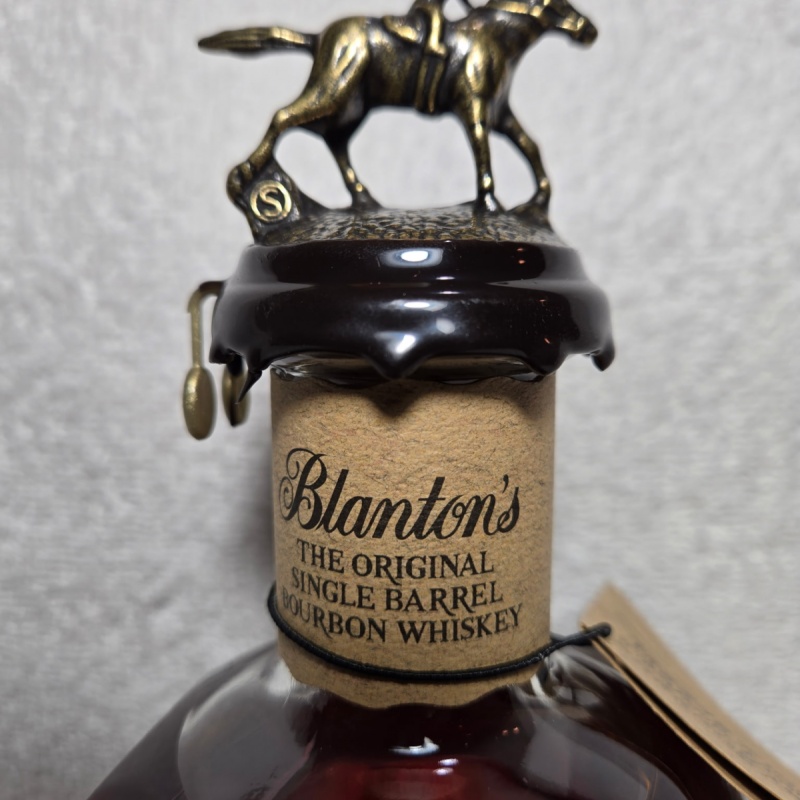 S
Blanton's
THE ORIGINAL
SINGLE BARREL
BOURBON WHISKEY